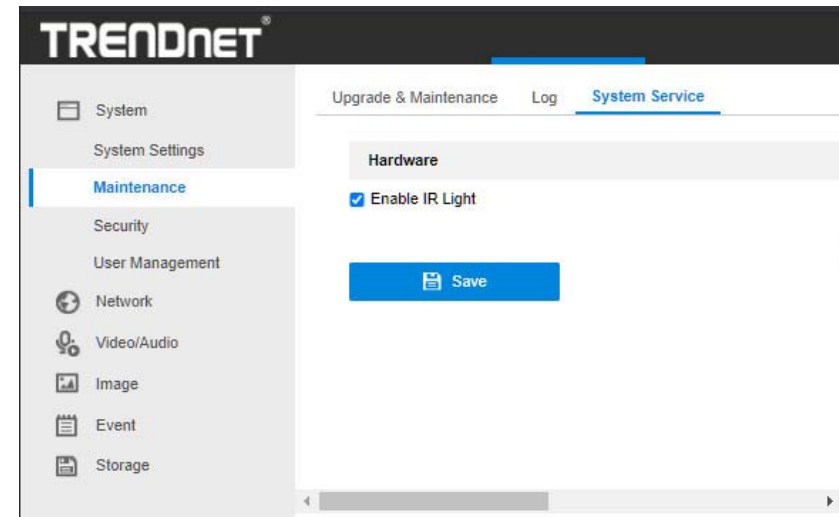 TRENDnet®
System
System Settings
Maintenance
Security
User Management
Network
Video/Audio
Image
Event
Storage
Upgrade & Maintenance Log System Service
Hardware
Enable IR Light
Save